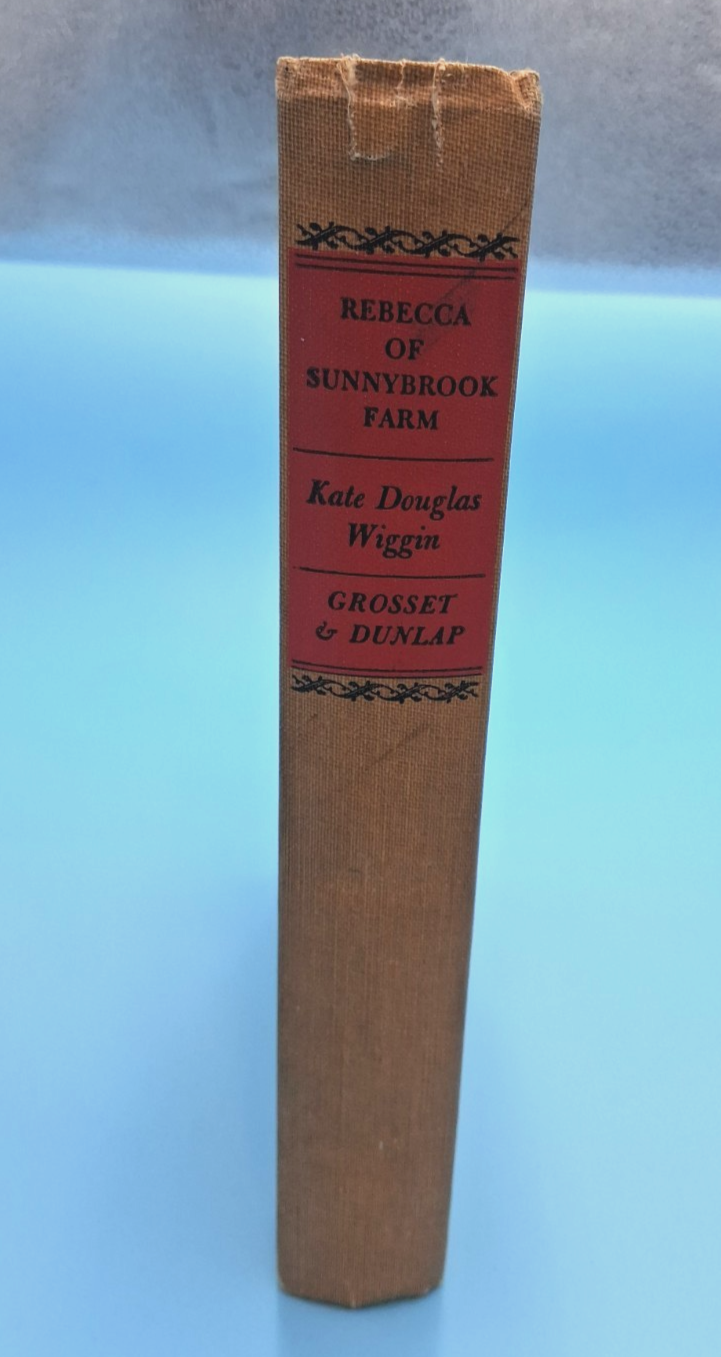 REBECCA
OF
SUNNYBROOK
FARM
Kate Douglas
Wiggin
GROSSET
& DUNLAP